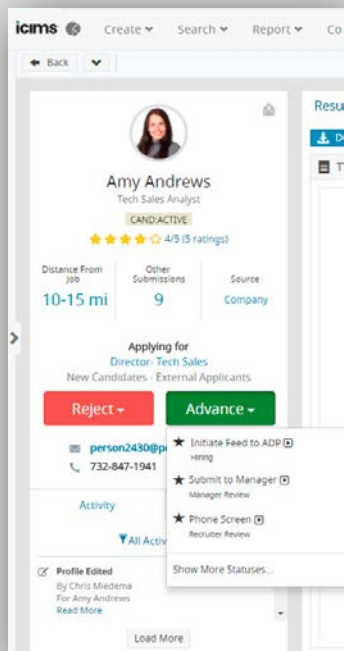 icims Create Search Report Co
Back
Resu
Amy Andrews
Tech Sales Analyst
CAND:ACTIVE
4/5 (5 ratings)
Distance From Job Other Submissions Source
10-15 mi 9 Company
Applying for
Director- Tech Sales
New Candidates - External Applicants
Reject Advance
person2430@p
732-847-1941
Initiate Feed to ADP
Hiring
Submit to Manager
Manager Review
Phone Screen
Recruiter Review
Show More Statuses...
Activity
All Activ
Profile Edited
By Chris Miedema
For Amy Andrews
Read More
Load More